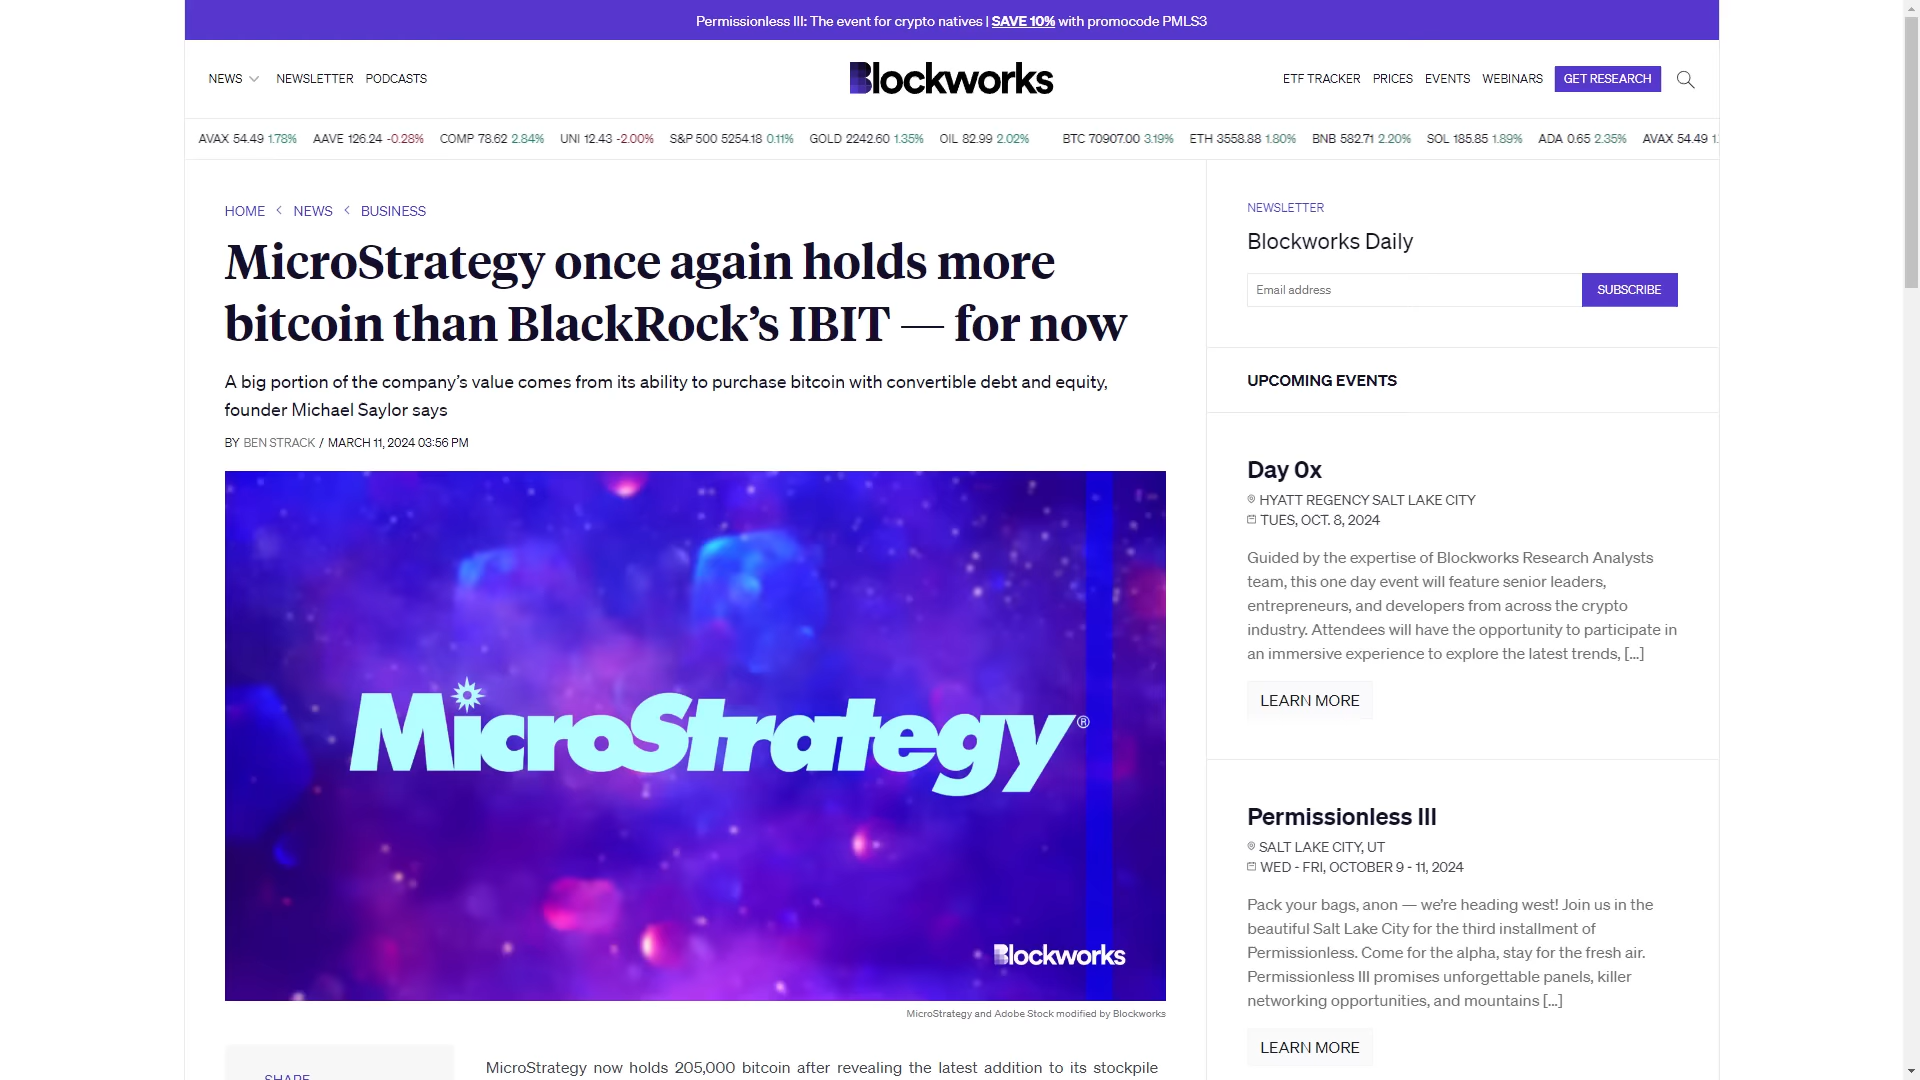 Permissionless III: The event for crypto natives | SAVE 10% with promocode PMLS3
NEWS NEWSLETTER PODCASTS
Blockworks
ETF TRACKER PRICES EVENTS WEBINARS GET RESEARCH
AVAX 54.49 1.78% AAVE 126.24 -0.28% COMP 78.62 2.84% UNI 12.43 -2.00% S&P 500 5254.18 0.11% GOLD 2242.60 1.35% OIL 82.99 2.02% BTC 70907.00 3.19% ETH 3558.88 1.80% BNB 582.71 2.20% SOL 185.85 1.89% ADA 0.65 2.35% AVAX 54.49 1.
HOME < NEWS < BUSINESS
MicroStrategy once again holds more
bitcoin than BlackRock’s IBIT — for now
A big portion of the company’s value comes from its ability to purchase bitcoin with convertible debt and equity,
founder Michael Saylor says
BY BEN STRACK / MARCH 11, 2024 03:56 PM
MicroStrategy®
Blockworks
MicroStrategy and Adobe Stock modified by Blockworks
SHARE
MicroStrategy now holds 205,000 bitcoin after revealing the latest addition to its stockpile
NEWSLETTER
Blockworks Daily
Email address
SUBSCRIBE
UPCOMING EVENTS
Day 0x
HYATT REGENCY SALT LAKE CITY
TUES, OCT. 8, 2024
Guided by the expertise of Blockworks Research Analysts
team, this one day event will feature senior leaders,
entrepreneurs, and developers from across the crypto
industry. Attendees will have the opportunity to participate in
an immersive experience to explore the latest trends, [...]
LEARN MORE
Permissionless III
SALT LAKE CITY, UT
WED - FRI, OCTOBER 9 - 11, 2024
Pack your bags, anon — we’re heading west! Join us in the
beautiful Salt Lake City for the third installment of
Permissionless. Come for the alpha, stay for the fresh air.
Permissionless III promises unforgettable panels, killer
networking opportunities, and mountains [...]
LEARN MORE